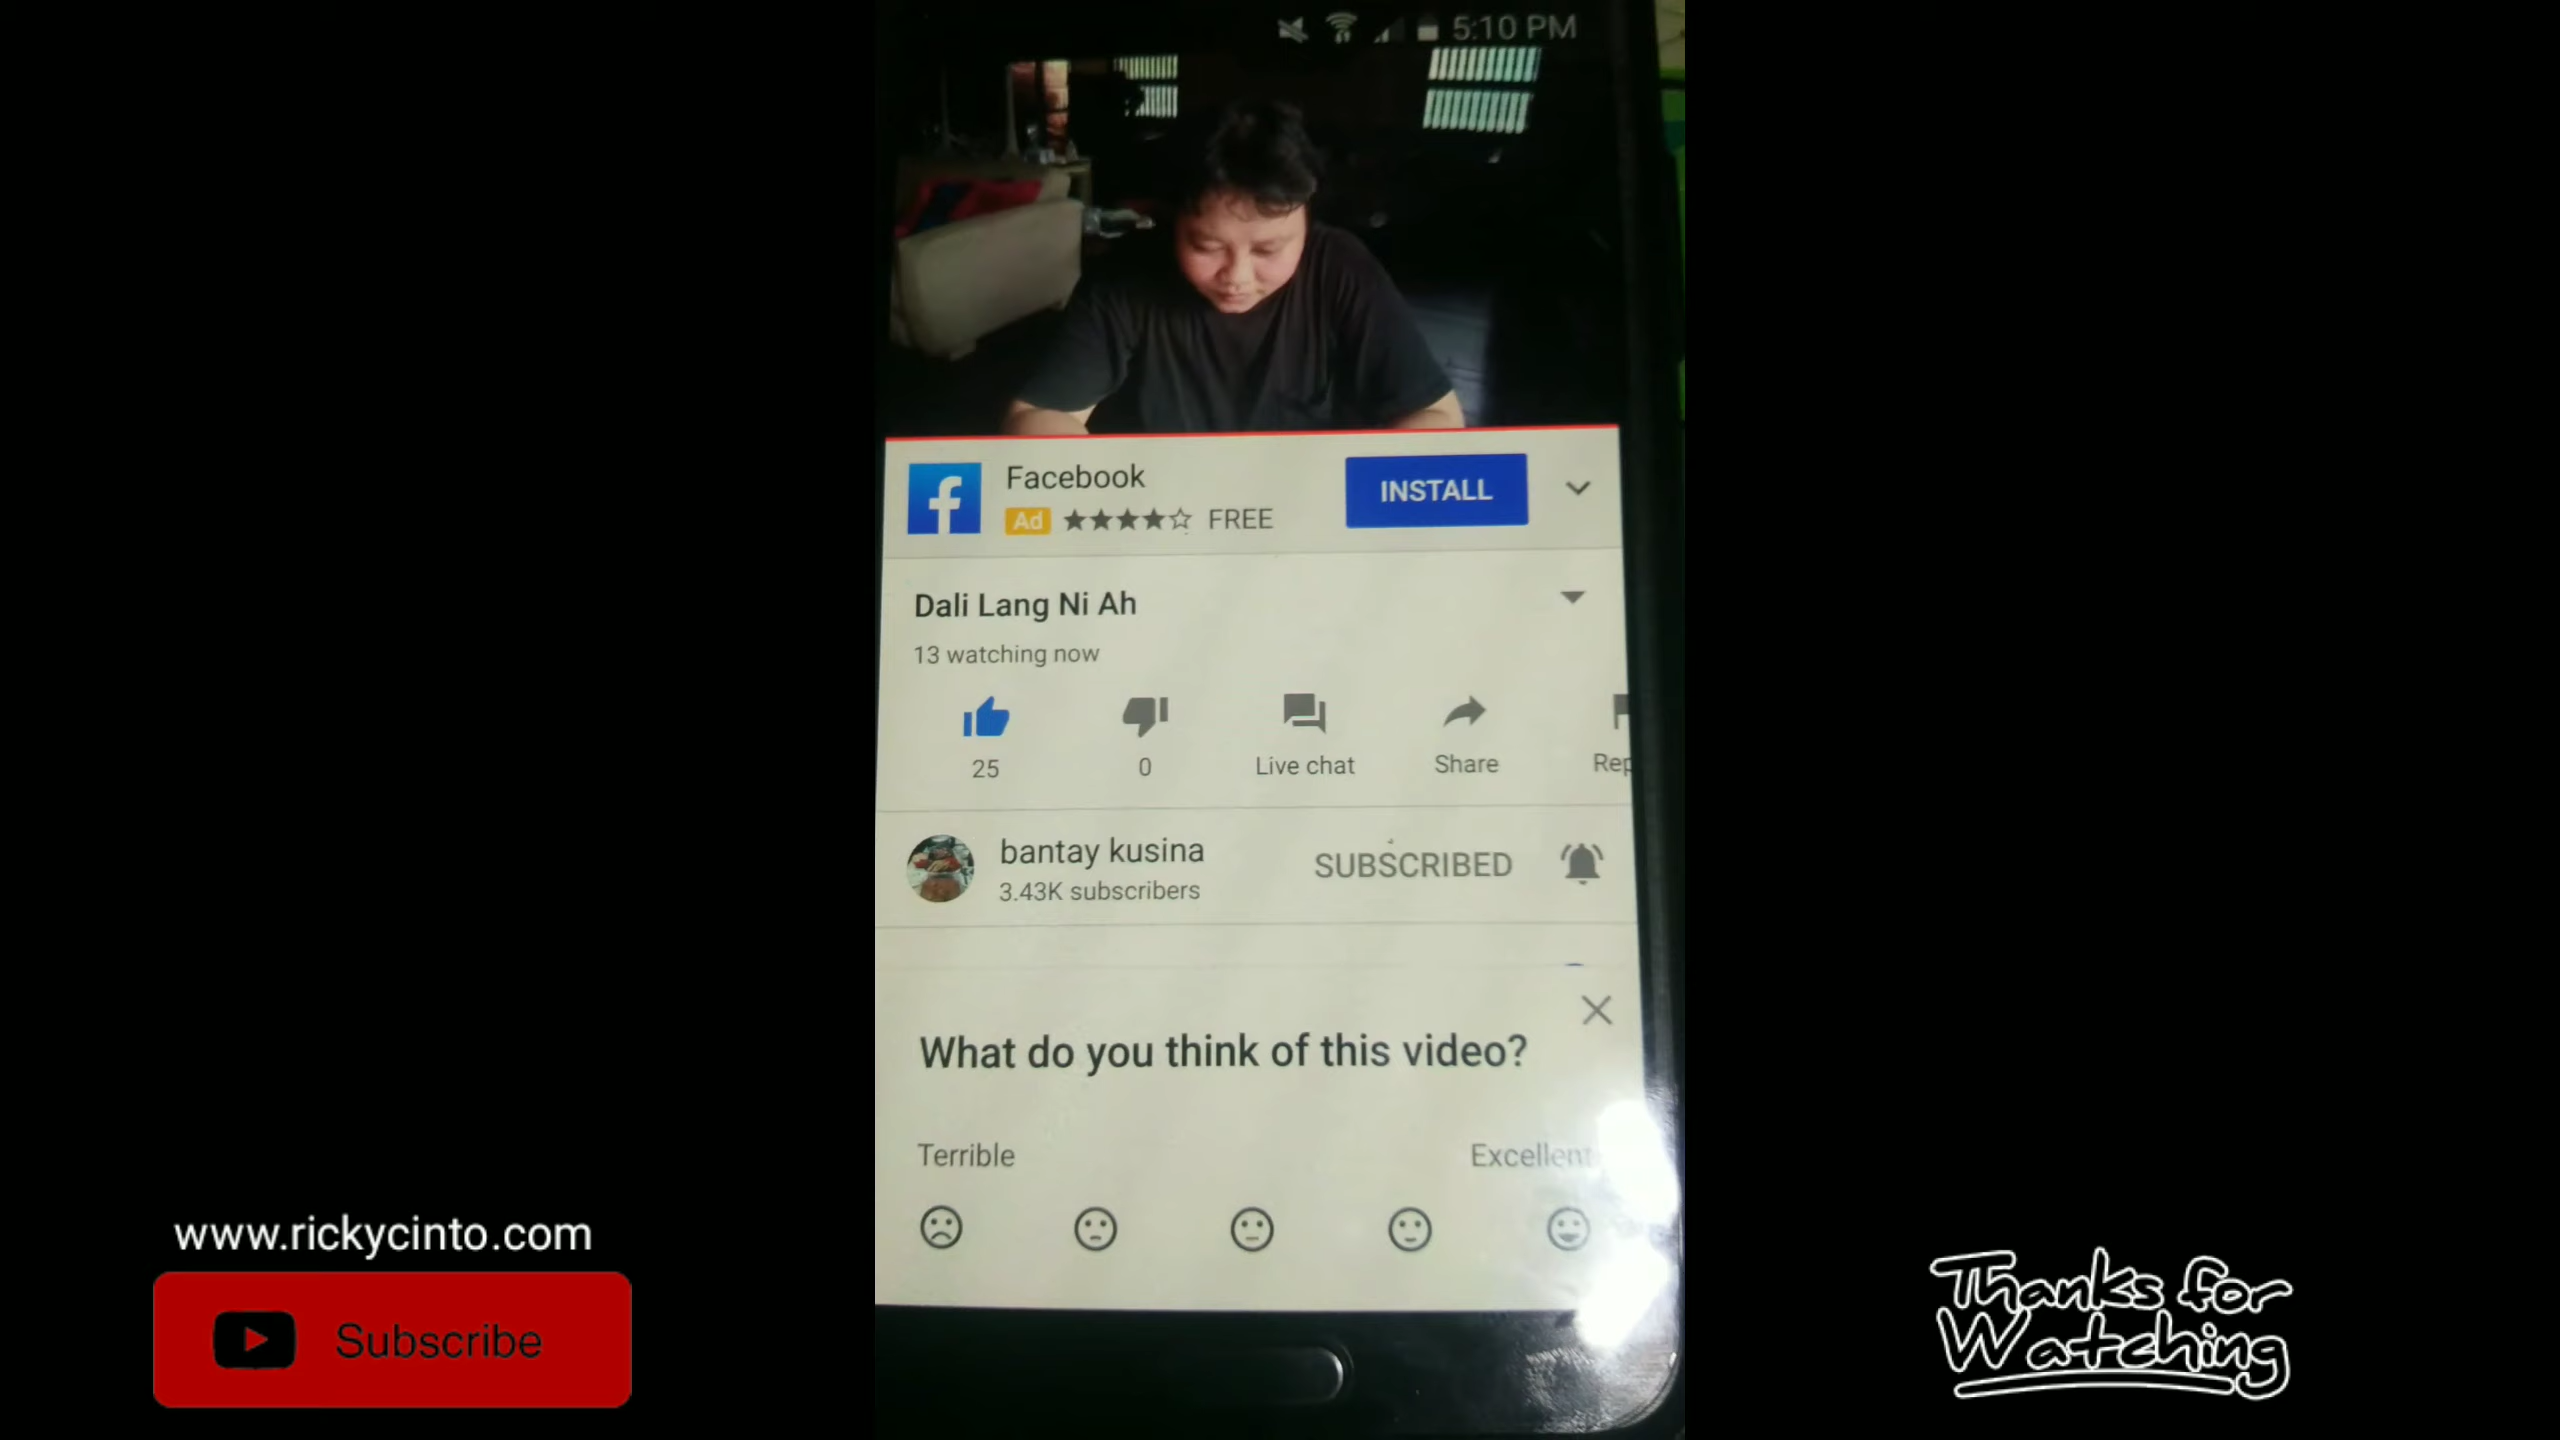 5:10 PM
Facebook
Ad FREE
INSTALL
Dali Lang Ni Ah
13 watching now
25
0
Live chat
Share
Rep
bantay kusina
3.43K subscribers
SUBSCRIBED
What do you think of this video?
Terrible
Excellent
www.rickycinto.com
Subscribe
Thanks for
Watching